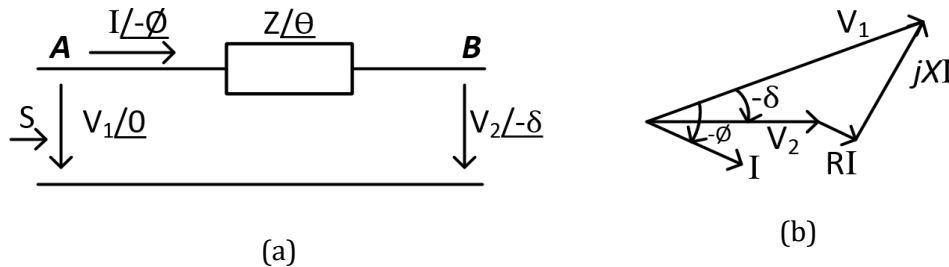 I/-Ø
Z/Θ
A
B
S
V₁/0
V₂/-δ
(a)
V₁
jXI
-δ
-Ø
V₂
I
RI
(b)